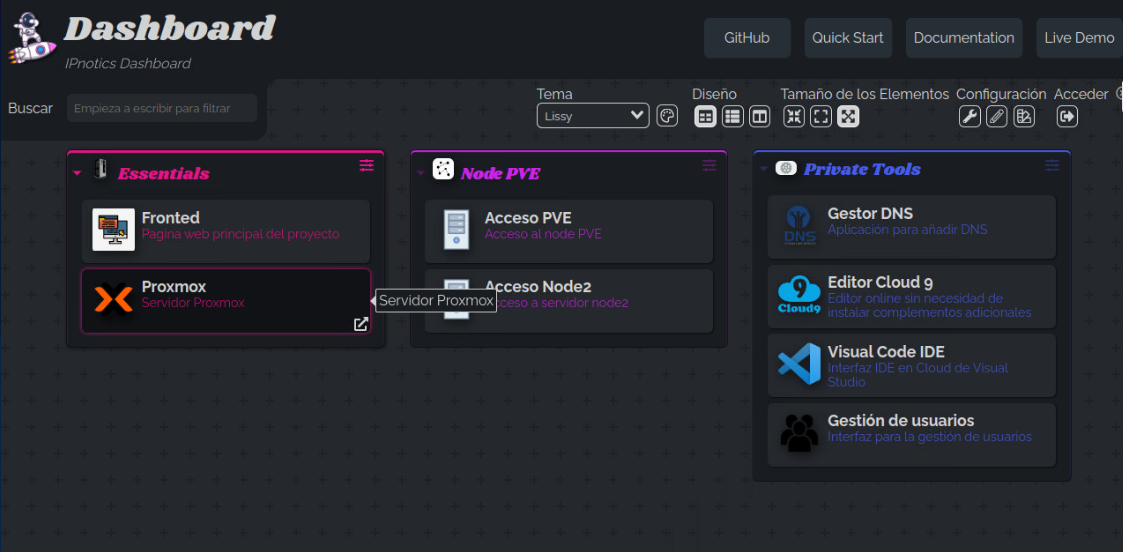 Dashboard
IPnotics Dashboard
GitHub
Quick Start
Documentation
Live Demo
Buscar
Empieza a escribir para filtrar
Tema
Lissy
Diseño
Tamaño de los Elementos
Configuración
Acceder
Essentials
Fronted
Pagina web principal del proyecto
Proxmox
Servidor Proxmox
Servidor Proxmox
Node PVE
Acceso PVE
Acceso al node PVE
Acceso Node2
cceso a servidor node2
Private Tools
DNS
Gestor DNS
Aplicación para añadir DNS
9
Cloud9
Editor Cloud 9
Editor online sin necesidad de
instalar complementos adicionales
Visual Code IDE
Interfaz IDE en Cloud de Visual
Studio
Gestión de usuarios
Interfaz para la gestión de usuarios